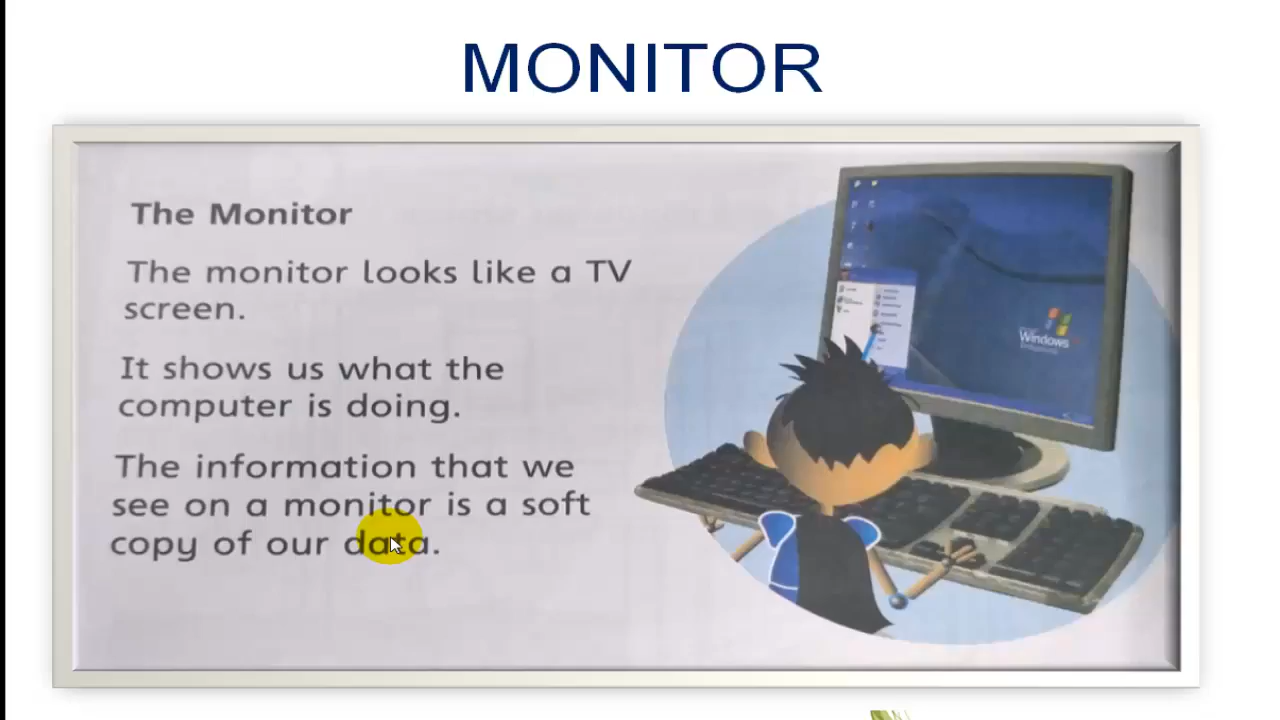 MONITOR
The Monitor
The monitor looks like a TV
screen.
It shows us what the
computer is doing.
The information that we
see on a monitor is a soft
copy of our data.
Windows